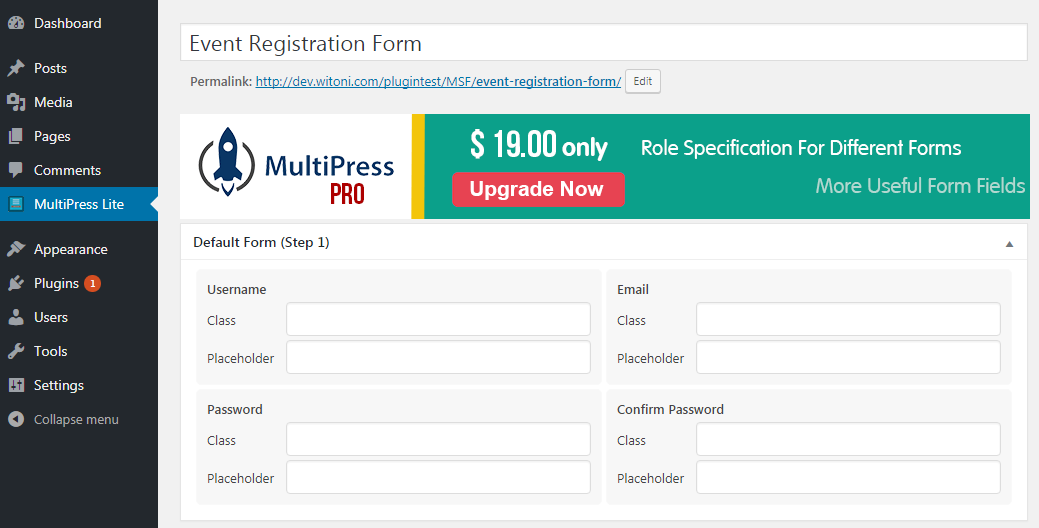 Dashboard
Posts
Media
Pages
Comments
MultiPress Lite
Appearance
Plugins 1
Users
Tools
Settings
Collapse menu
Event Registration Form
Permalink: http://dev.witoni.com/plugintest/MSF/event-registration-form/ Edit
MultiPress
PRO
$ 19.00 only
Upgrade Now
Role Specification For Different Forms
More Useful Form Fields
Default Form (Step 1)
Username
Class
Placeholder
Email
Class
Placeholder
Password
Class
Placeholder
Confirm Password
Class
Placeholder